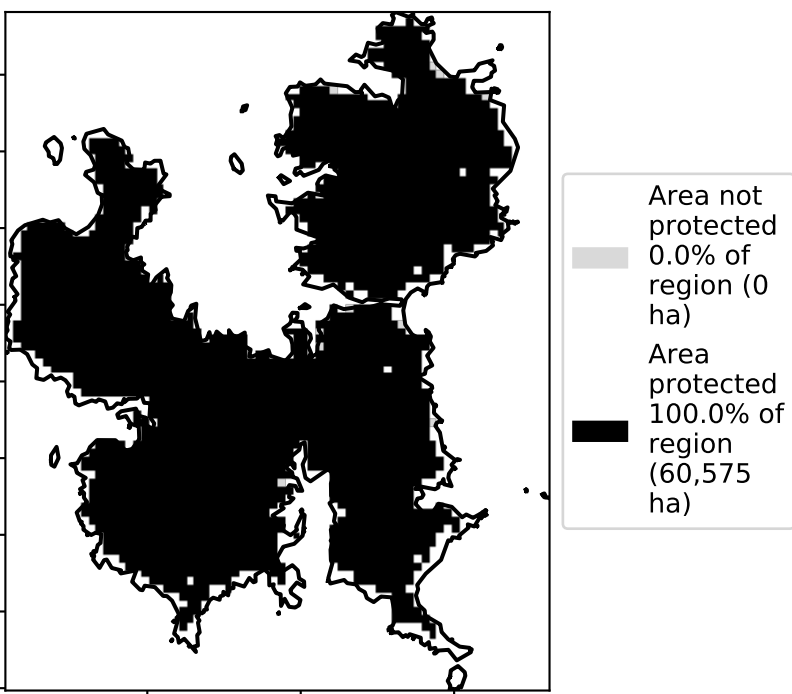 Area not
protected
0.0% of
region (0
ha)
Area
protected
100.0% of
region
(60,575
ha)